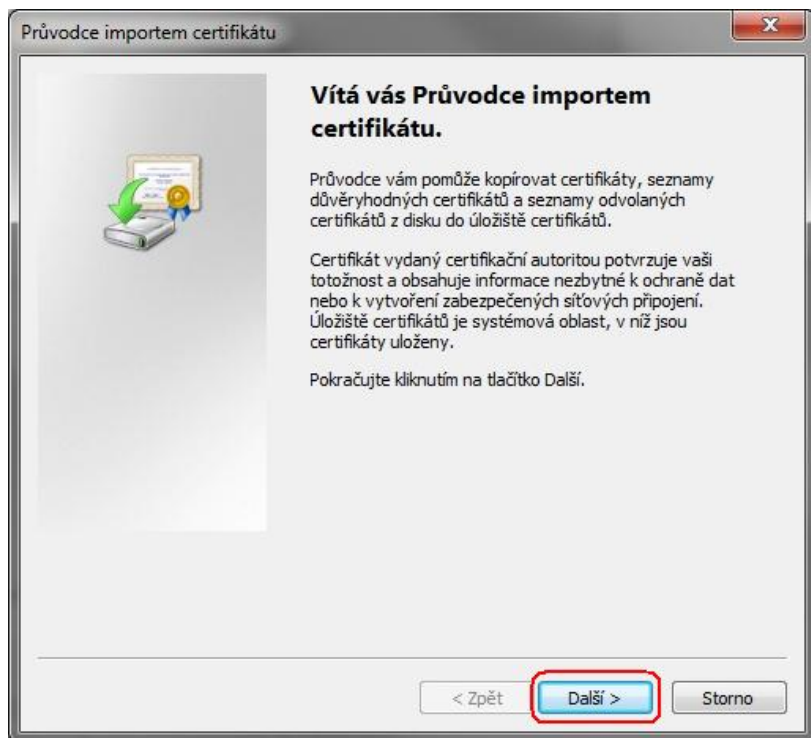 Průvodce importem certifikátu
x
Vítá vás Průvodce importem
certifikátu.
Průvodce vám pomůže kopírovat certifikáty, seznamy
důvěryhodných certifikátů a seznamy odvolaných
certifikátů z disku do úložiště certifikátů.
Certifikát vydaný certifikační autoritou potvrzuje vaši
totožnost a obsahuje informace nezbytné k ochraně dat
nebo k vytvoření zabezpečených síťových připojení.
Úložiště certifikátů je systémová oblast, v níž jsou
certifikáty uloženy.
Pokračujte kliknutím na tlačítko Další.
< Zpět Další > Storno